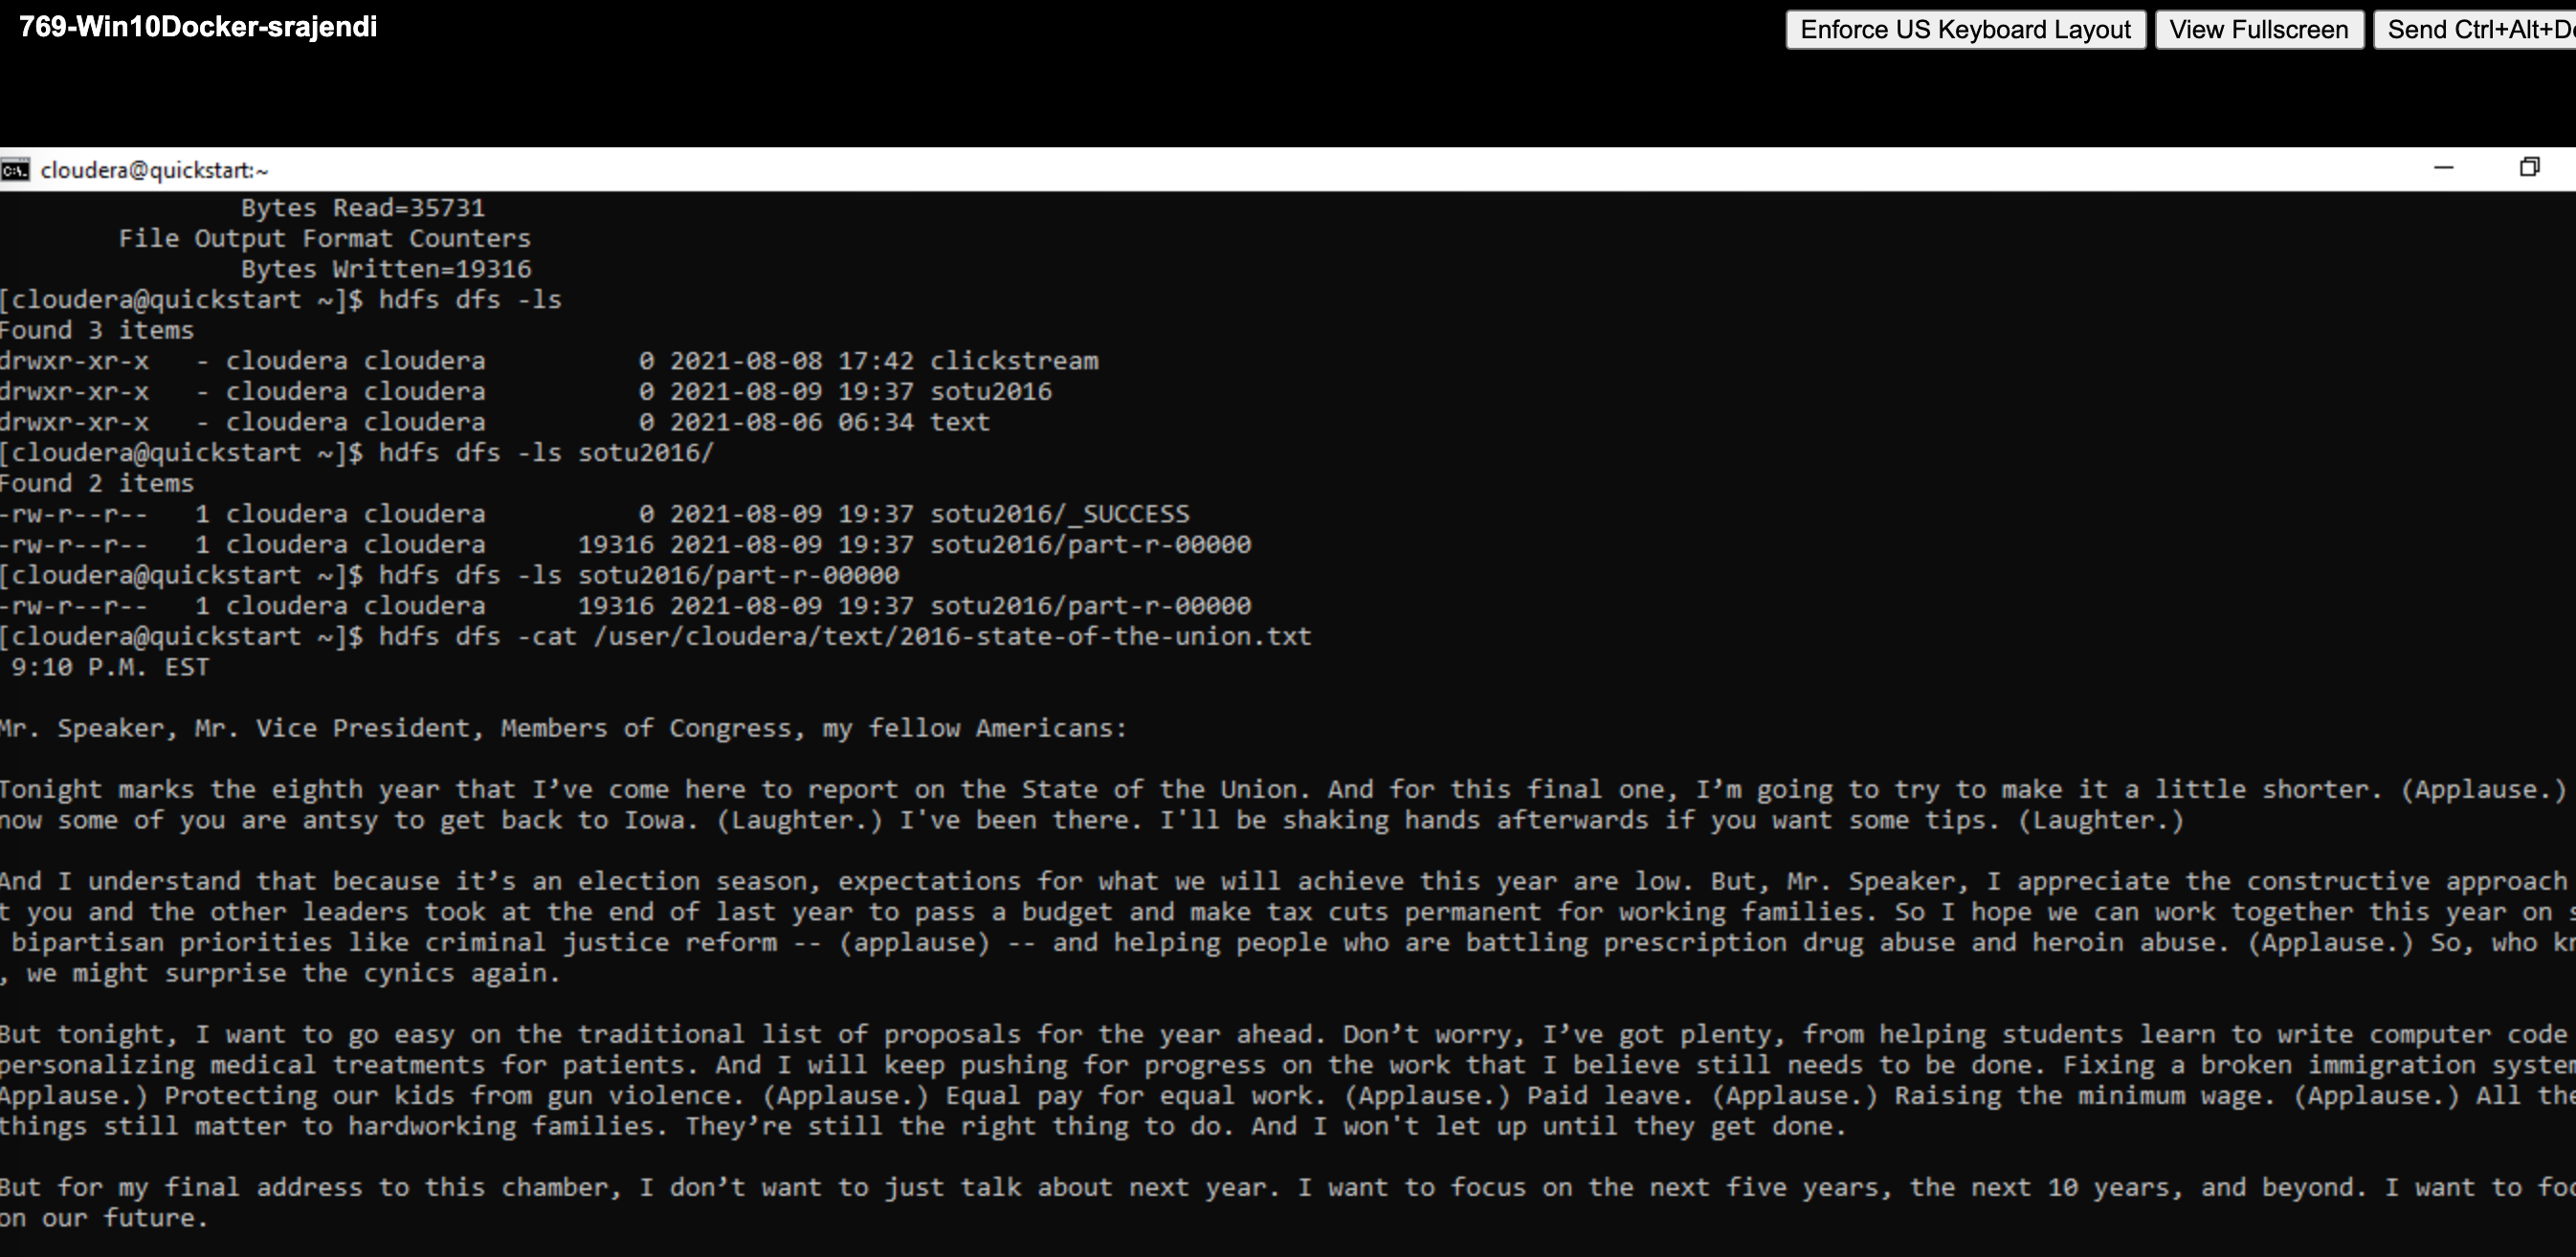 769-Win10Docker-srajendi
Enforce US Keyboard Layout View Fullscreen Send Ctrl+Alt+De
cloudera@quickstart:~
Bytes Read=35731
File Output Format Counters
Bytes Written=19316
[cloudera@quickstart ~]$ hdfs dfs -ls
Found 3 items
drwxr-xr-x - cloudera cloudera 0 2021-08-08 17:42 clickstream
drwxr-xr-x - cloudera cloudera 0 2021-08-09 19:37 sotu2016
drwxr-xr-x - cloudera cloudera 0 2021-08-06 06:34 text
[cloudera@quickstart ~]$ hdfs dfs -ls sotu2016/
Found 2 items
-rw-r--r-- 1 cloudera cloudera 0 2021-08-09 19:37 sotu2016/_SUCCESS
-rw-r--r-- 1 cloudera cloudera 19316 2021-08-09 19:37 sotu2016/part-r-00000
[cloudera@quickstart ~]$ hdfs dfs -ls sotu2016/part-r-00000
-rw-r--r-- 1 cloudera cloudera 19316 2021-08-09 19:37 sotu2016/part-r-00000
[cloudera@quickstart ~]$ hdfs dfs -cat /user/cloudera/text/2016-state-of-the-union.txt
9:10 P.M. EST
Mr. Speaker, Mr. Vice President, Members of Congress, my fellow Americans:
Tonight marks the eighth year that I’ve come here to report on the State of the Union. And for this final one, I’m going to try to make it a little shorter. (Applause.)
now some of you are antsy to get back to Iowa. (Laughter.) I've been there. I'll be shaking hands afterwards if you want some tips. (Laughter.)
And I understand that because it’s an election season, expectations for what we will achieve this year are low. But, Mr. Speaker, I appreciate the constructive approach
t you and the other leaders took at the end of last year to pass a budget and make tax cuts permanent for working families. So I hope we can work together this year on s
bipartisan priorities like criminal justice reform -- (applause) -- and helping people who are battling prescription drug abuse and heroin abuse. (Applause.) So, who kn
, we might surprise the cynics again.
But tonight, I want to go easy on the traditional list of proposals for the year ahead. Don’t worry, I’ve got plenty, from helping students learn to write computer code
personalizing medical treatments for patients. And I will keep pushing for progress on the work that I believe still needs to be done. Fixing a broken immigration system
Applause.) Protecting our kids from gun violence. (Applause.) Equal pay for equal work. (Applause.) Paid leave. (Applause.) Raising the minimum wage. (Applause.) All the
things still matter to hardworking families. They’re still the right thing to do. And I won't let up until they get done.
But for my final address to this chamber, I don’t want to just talk about next year. I want to focus on the next five years, the next 10 years, and beyond. I want to foc
on our future.